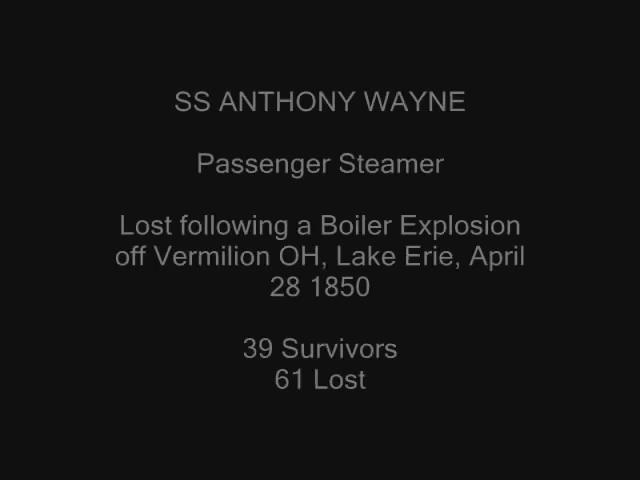 SS ANTHONY WAYNE
Passenger Steamer
Lost following a Boiler Explosion
off Vermilion OH, Lake Erie, April
28 1850
39 Survivors
61 Lost